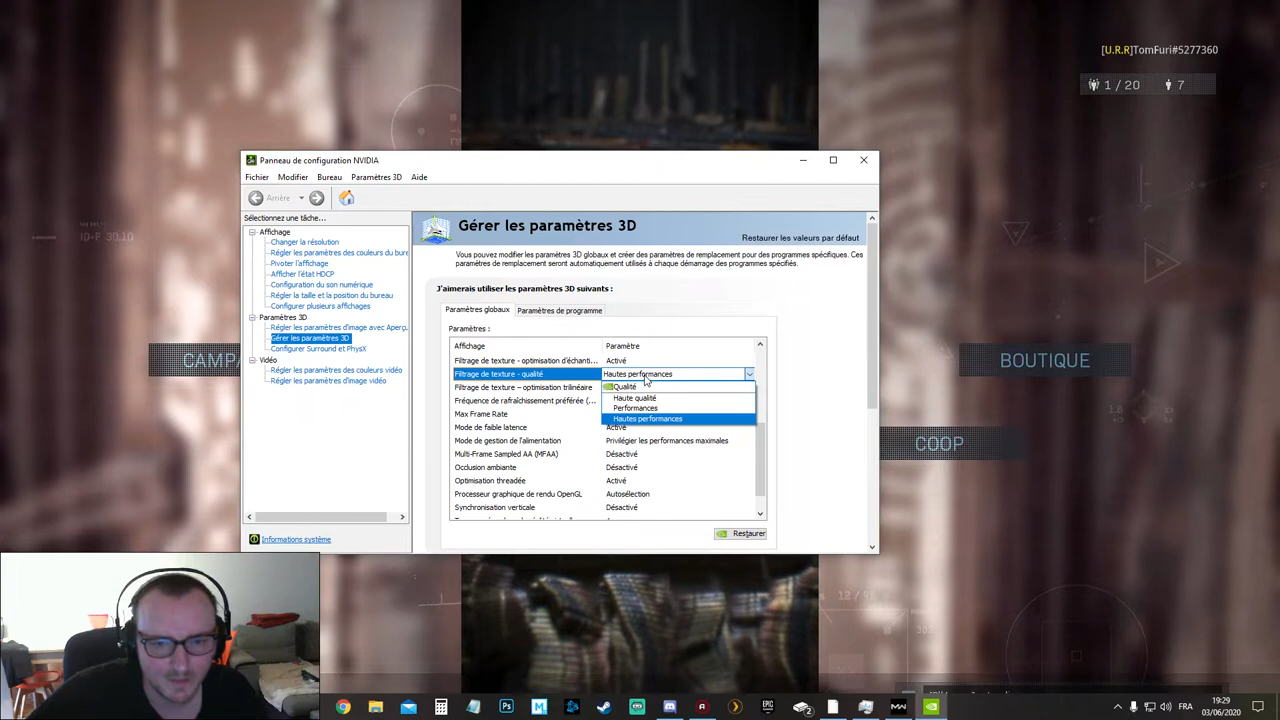 [U.R.R]TomFuri#5277360
1 / 20 7
Panneau de configuration NVIDIA
Fichier Modifier Bureau Paramètres 3D Aide
Arrière
Sélectionnez une tâche...
Affichage
Changer la résolution
Régler les paramètres des couleurs du bure
Pivoter l'affichage
Afficher l'état HDCP
Configuration du son numérique
Régler la taille et la position du bureau
Configurer plusieurs affichages
Paramètres 3D
Régler les paramètres d'image avec Aperç
Gérer les paramètres 3D
Configurer Surround et PhysX
Vidéo
Régler les paramètres des couleurs vidéo
Régler les paramètres d'image vidéo
Informations système
Gérer les paramètres 3D
Restaurer les valeurs par défaut
Vous pouvez modifier les paramètres 3D globaux et créer des paramètres de remplacement pour des programmes spécifiques. Ces
paramètres de remplacement seront automatiquement utilisés à chaque démarrage des programmes spécifiés.
J'aimerais utiliser les paramètres 3D suivants :
Paramètres globaux Paramètres de programme
Paramètres :
Affichage Paramètre
Filtrage de texture - optimisation d'échanti... Activé
Filtrage de texture - qualité Hautes performances
Filtrage de texture – optimisation trilinéaire
Fréquence de rafraîchissement préférée (...
Max Frame Rate
Mode de faible latence Activé
Mode de gestion de l'alimentation Privilégier les performances maximales
Multi-Frame Sampled AA (MFAA) Désactivé
Occlusion ambiante Désactivé
Optimisation threadée Activé
Processeur graphique de rendu OpenGL Autosélection
Synchronisation verticale Désactivé
Qualité
Haute qualité
Performances
Hautes performances
Restaurer
CAMPA
BOUTIQUE
COOP
FR
19:29
03/06/2020